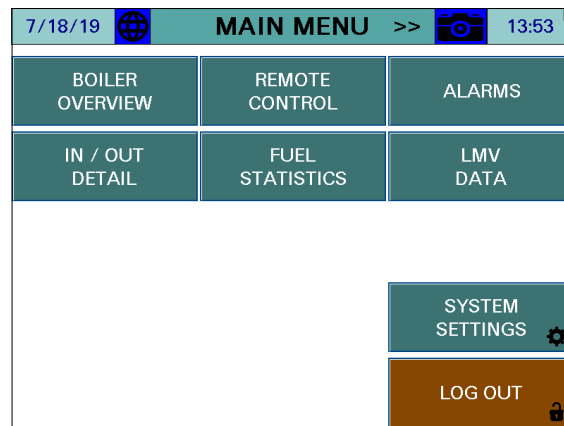 7/18/19 MAIN MENU >> 13:53
BOILER
OVERVIEW
REMOTE
CONTROL
ALARMS
IN / OUT
DETAIL
FUEL
STATISTICS
LMV
DATA
SYSTEM
SETTINGS
LOG OUT